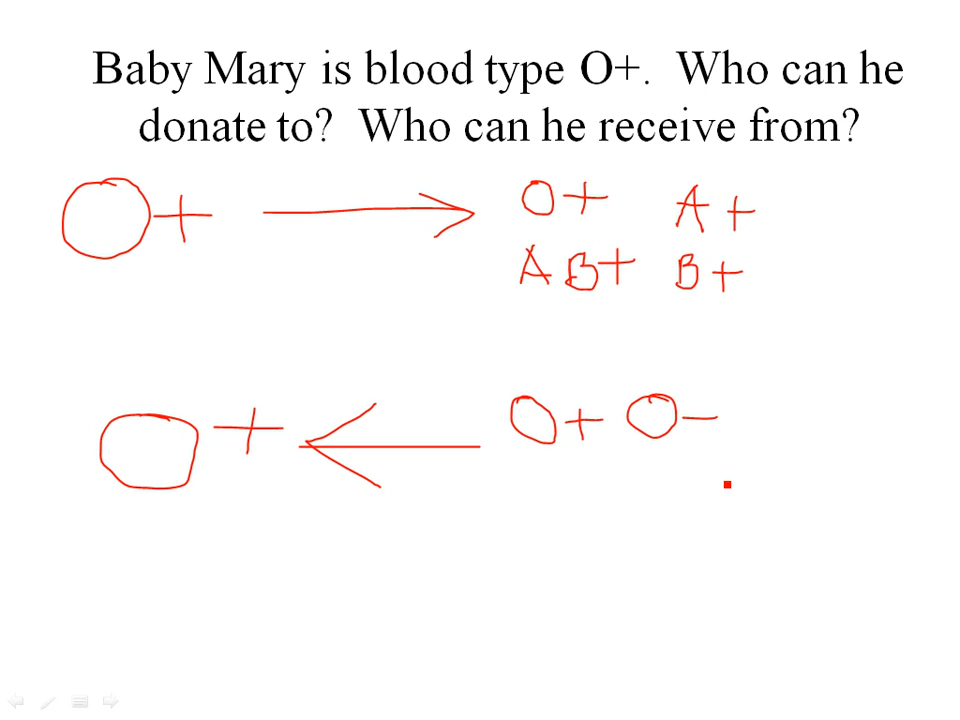 Baby Mary is blood type O+. Who can he
donate to? Who can he receive from?
O+ → O+ A+
AB+ B+
O+ ← O+ O-